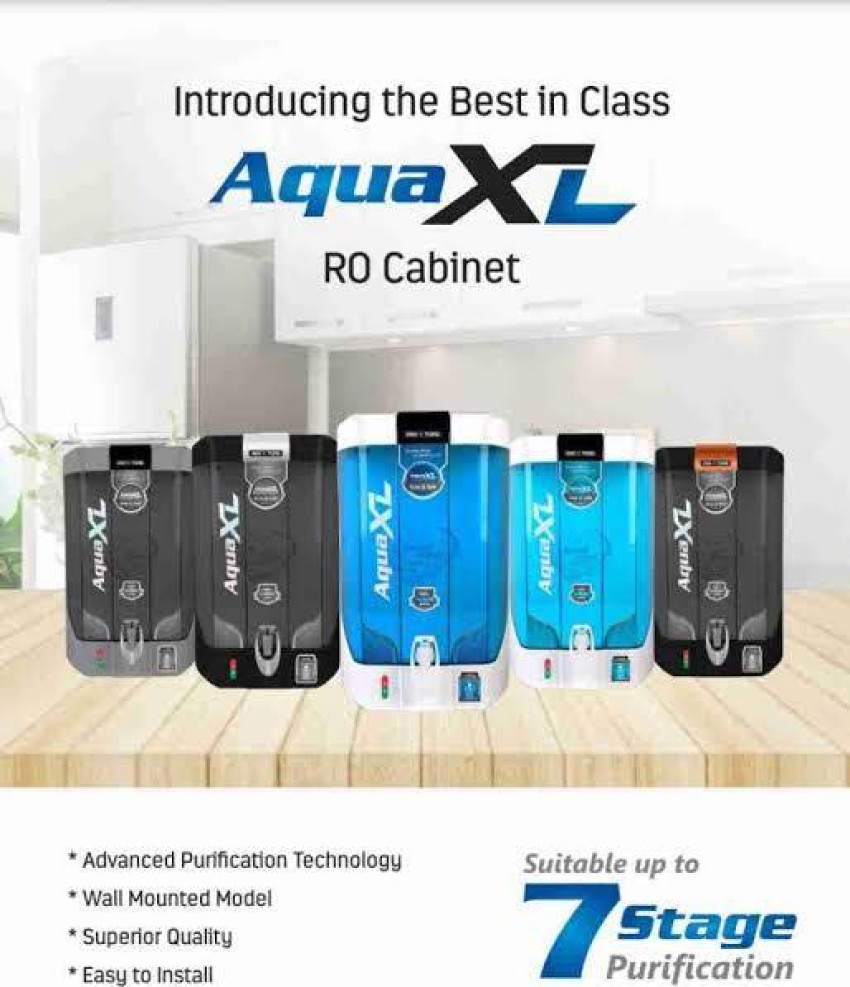 Introducing the Best in Class
AquaXL
RO Cabinet
AquaXL
AquaXL
AquaXL
AquaXL
AquaXL
* Advanced Purification Technology
* Wall Mounted Model
* Superior Quality
* Easy to Install
Suitable up to
7 Stage
Purification